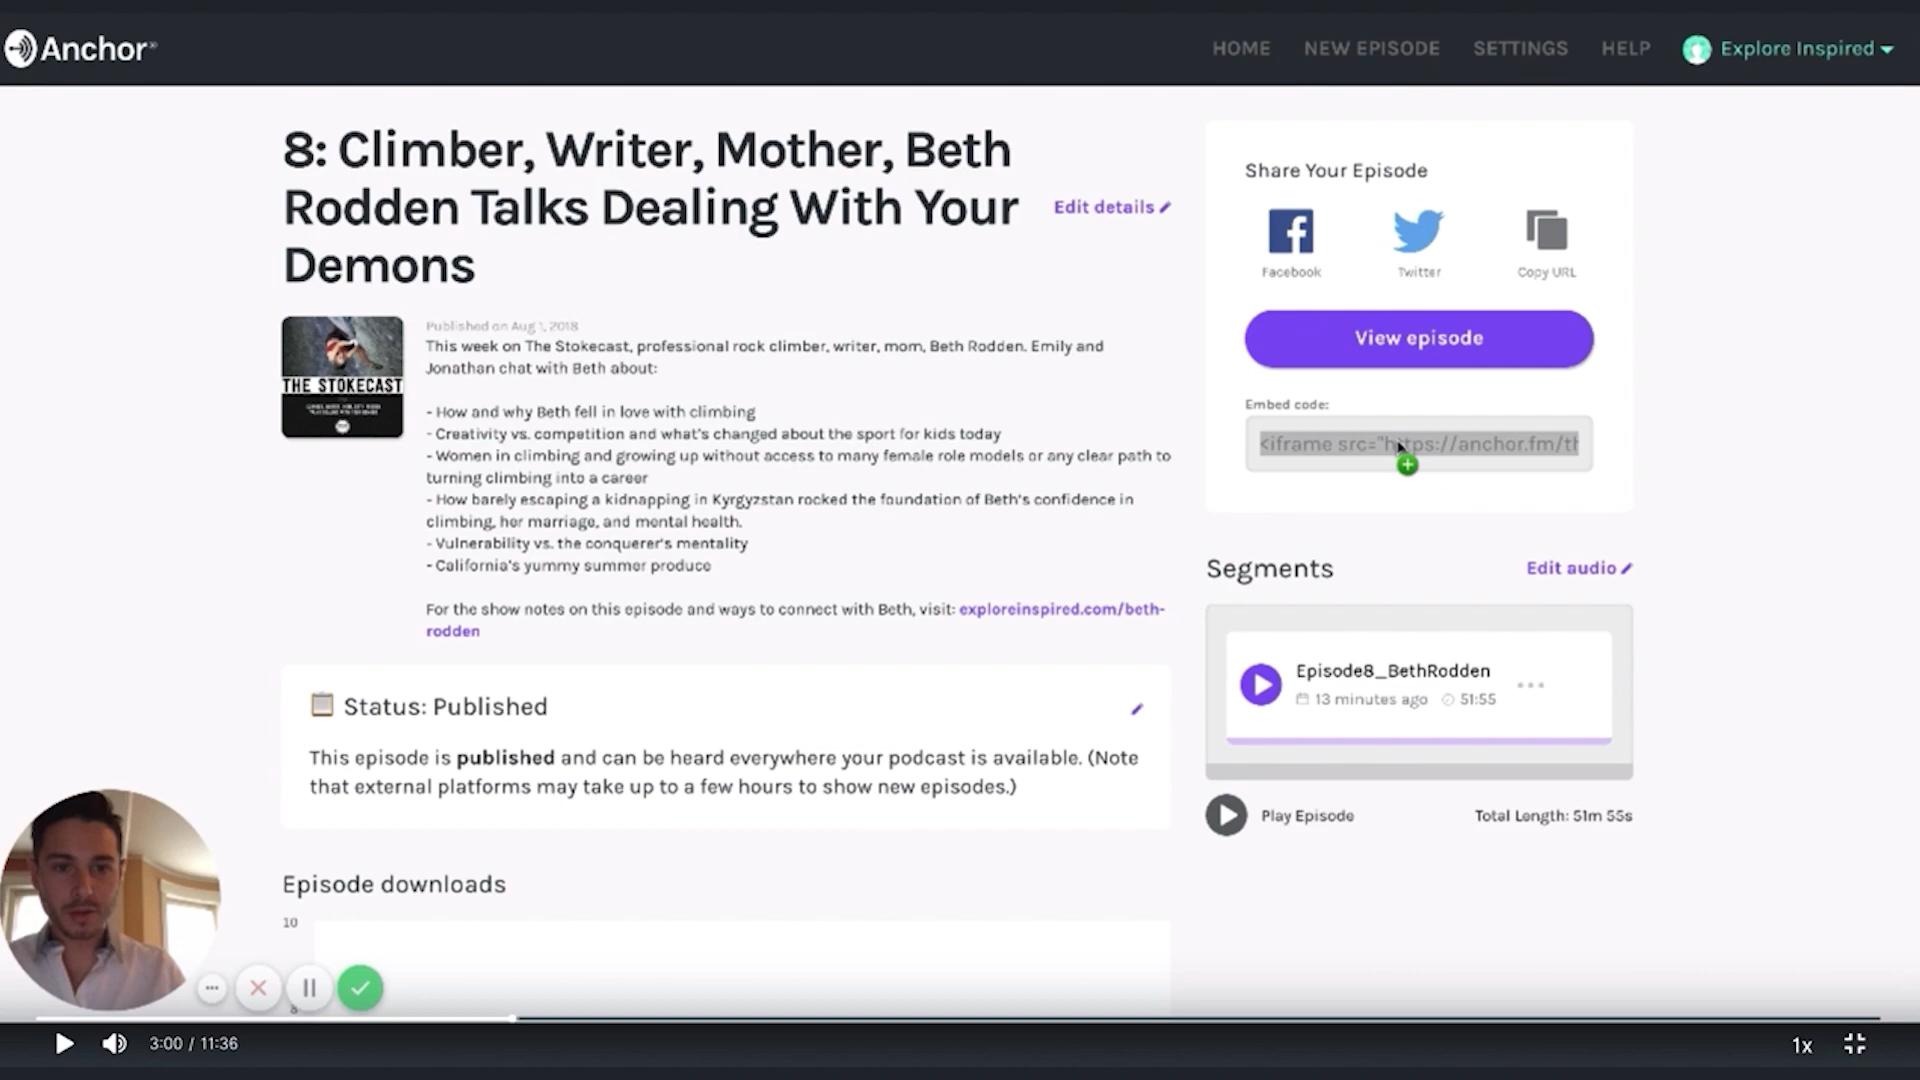 Anchor
HOME NEW EPISODE SETTINGS HELP Explore Inspired
8: Climber, Writer, Mother, Beth
Rodden Talks Dealing With Your
Demons
Edit details
Published on Aug 1, 2018
This week on The Stokecast, professional rock climber, writer, mom, Beth Rodden. Emily and
Jonathan chat with Beth about:
- How and why Beth fell in love with climbing
- Creativity vs. competition and what's changed about the sport for kids today
- Women in climbing and growing up without access to many female role models or any clear path to
turning climbing into a career
- How barely escaping a kidnapping in Kyrgyzstan rocked the foundation of Beth's confidence in
climbing, her marriage, and mental health.
- Vulnerability vs. the conquerer's mentality
- California's yummy summer produce
For the show notes on this episode and ways to connect with Beth, visit: exploreinspired.com/beth-
rodden
THE STOKECAST
Status: Published
This episode is published and can be heard everywhere your podcast is available. (Note
that external platforms may take up to a few hours to show new episodes.)
Episode downloads
10
8
Share Your Episode
Facebook Twitter Copy URL
View episode
Embed code:
<iframe src="https://anchor.fm/th
Segments
Edit audio
Episode8_BethRodden
13 minutes ago 51:55
Play Episode Total Length: 51m 55s
3:00 / 11:36
1x